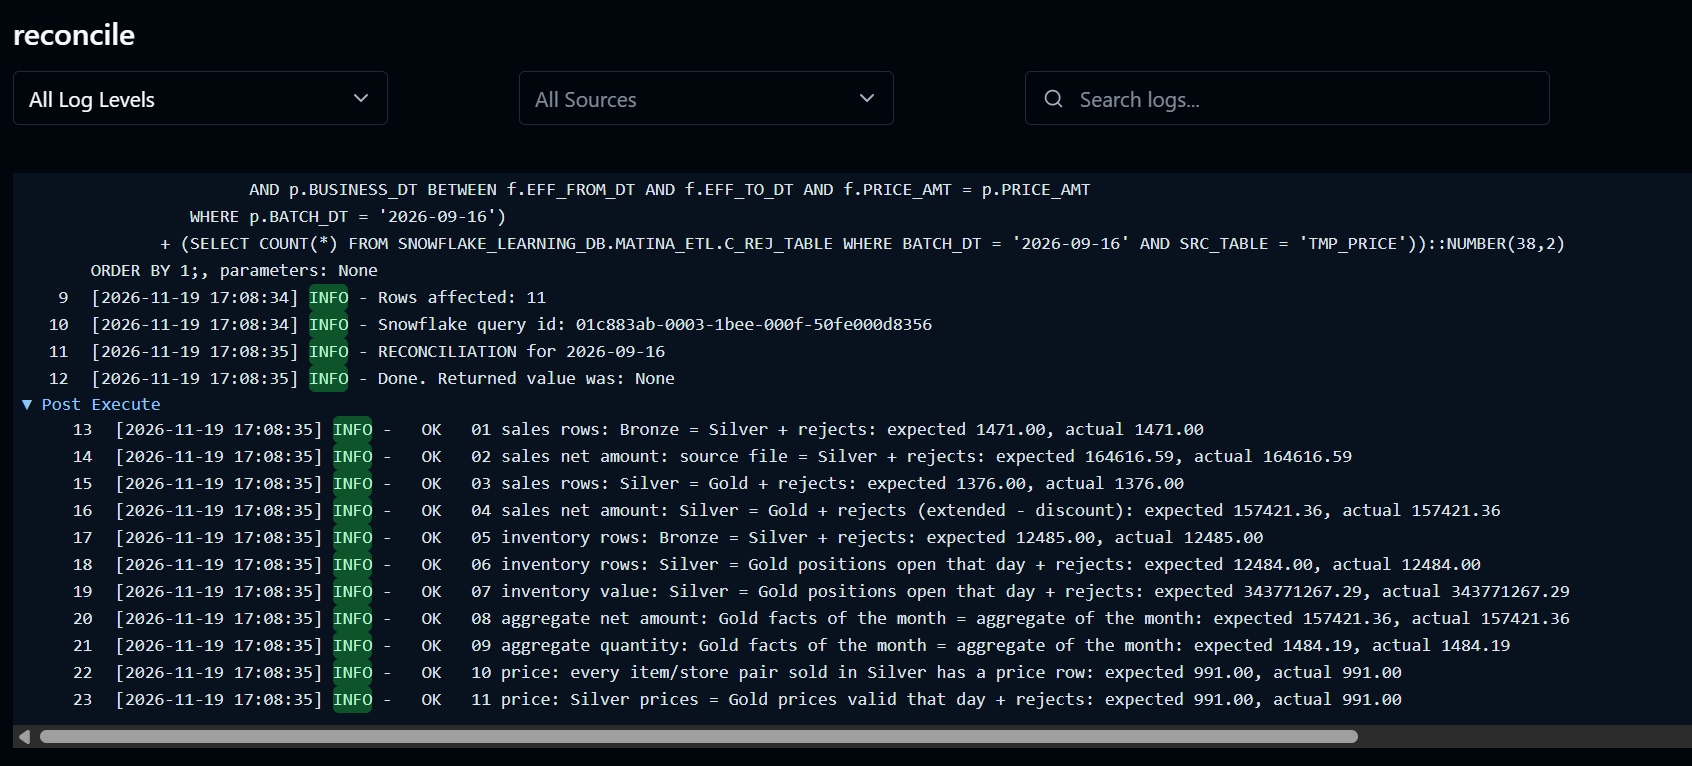 reconcile
All Log Levels
All Sources
Search logs...
AND p.BUSINESS_DT BETWEEN f.EFF_FROM_DT AND f.EFF_TO_DT AND f.PRICE_AMT = p.PRICE_AMT
WHERE p.BATCH_DT = '2026-09-16')
+ (SELECT COUNT(*) FROM SNOWFLAKE_LEARNING_DB.MATINA_ETL.C_REJ_TABLE WHERE BATCH_DT = '2026-09-16' AND SRC_TABLE = 'TMP_PRICE'))::NUMBER(38,2)
ORDER BY 1;, parameters: None
9 [2026-11-19 17:08:34] INFO - Rows affected: 11
10 [2026-11-19 17:08:34] INFO - Snowflake query id: 01c883ab-0003-1bee-000f-50fe000d8356
11 [2026-11-19 17:08:35] INFO - RECONCILIATION for 2026-09-16
12 [2026-11-19 17:08:35] INFO - Done. Returned value was: None
▼ Post Execute
13 [2026-11-19 17:08:35] INFO - OK 01 sales rows: Bronze = Silver + rejects: expected 1471.00, actual 1471.00
14 [2026-11-19 17:08:35] INFO - OK 02 sales net amount: source file = Silver + rejects: expected 164616.59, actual 164616.59
15 [2026-11-19 17:08:35] INFO - OK 03 sales rows: Silver = Gold + rejects: expected 1376.00, actual 1376.00
16 [2026-11-19 17:08:35] INFO - OK 04 sales net amount: Silver = Gold + rejects (extended - discount): expected 157421.36, actual 157421.36
17 [2026-11-19 17:08:35] INFO - OK 05 inventory rows: Bronze = Silver + rejects: expected 12485.00, actual 12485.00
18 [2026-11-19 17:08:35] INFO - OK 06 inventory rows: Silver = Gold positions open that day + rejects: expected 12484.00, actual 12484.00
19 [2026-11-19 17:08:35] INFO - OK 07 inventory value: Silver = Gold positions open that day + rejects: expected 343771267.29, actual 343771267.29
20 [2026-11-19 17:08:35] INFO - OK 08 aggregate net amount: Gold facts of the month = aggregate of the month: expected 157421.36, actual 157421.36
21 [2026-11-19 17:08:35] INFO - OK 09 aggregate quantity: Gold facts of the month = aggregate of the month: expected 1484.19, actual 1484.19
22 [2026-11-19 17:08:35] INFO - OK 10 price: every item/store pair sold in Silver has a price row: expected 991.00, actual 991.00
23 [2026-11-19 17:08:35] INFO - OK 11 price: Silver prices = Gold prices valid that day + rejects: expected 991.00, actual 991.00